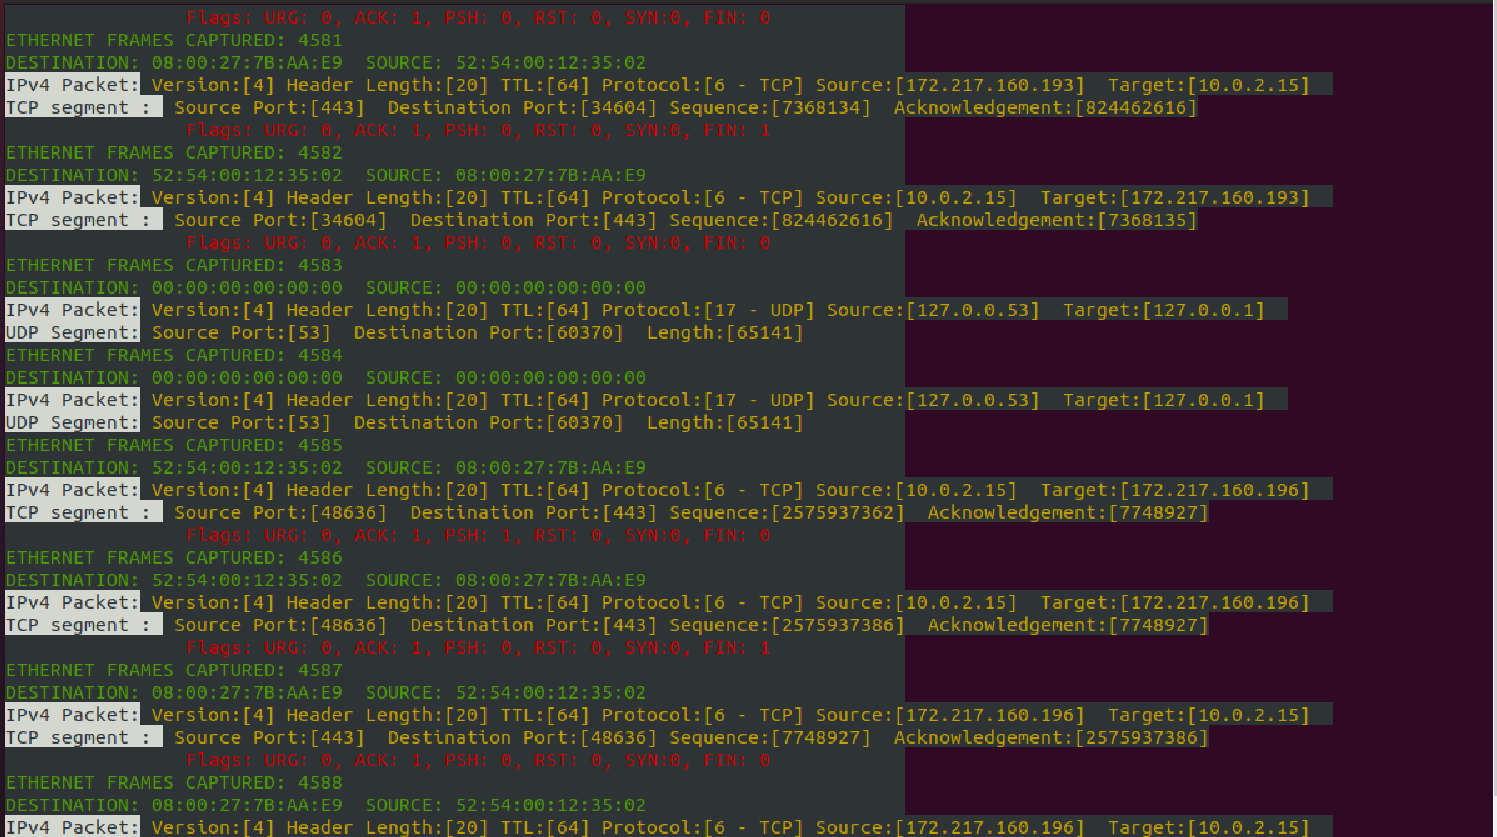 Flags: URG: 0, ACK: 1, PSH: 0, RST: 0, SYN:0, FIN: 0
ETHERNET FRAMES CAPTURED: 4581
DESTINATION: 08:00:27:7B:AA:E9  SOURCE: 52:54:00:12:35:02
IPv4 Packet: Version:[4] Header Length:[20] TTL:[64] Protocol:[6 - TCP] Source:[172.217.160.193]  Target:[10.0.2.15]
TCP segment :  Source Port:[443]  Destination Port:[34604] Sequence:[7368134]  Acknowledgement:[824462616]
Flags: URG: 0, ACK: 1, PSH: 0, RST: 0, SYN:0, FIN: 1
ETHERNET FRAMES CAPTURED: 4582
DESTINATION: 52:54:00:12:35:02  SOURCE: 08:00:27:7B:AA:E9
IPv4 Packet: Version:[4] Header Length:[20] TTL:[64] Protocol:[6 - TCP] Source:[10.0.2.15]  Target:[172.217.160.193]
TCP segment :  Source Port:[34604]  Destination Port:[443] Sequence:[824462616]  Acknowledgement:[7368135]
Flags: URG: 0, ACK: 1, PSH: 0, RST: 0, SYN:0, FIN: 0
ETHERNET FRAMES CAPTURED: 4583
DESTINATION: 00:00:00:00:00:00  SOURCE: 00:00:00:00:00:00
IPv4 Packet: Version:[4] Header Length:[20] TTL:[64] Protocol:[17 - UDP] Source:[127.0.0.53]  Target:[127.0.0.1]
UDP Segment: Source Port:[53]  Destination Port:[60370]  Length:[65141]
ETHERNET FRAMES CAPTURED: 4584
DESTINATION: 00:00:00:00:00:00  SOURCE: 00:00:00:00:00:00
IPv4 Packet: Version:[4] Header Length:[20] TTL:[64] Protocol:[17 - UDP] Source:[127.0.0.53]  Target:[127.0.0.1]
UDP Segment: Source Port:[53]  Destination Port:[60370]  Length:[65141]
ETHERNET FRAMES CAPTURED: 4585
DESTINATION: 52:54:00:12:35:02  SOURCE: 08:00:27:7B:AA:E9
IPv4 Packet: Version:[4] Header Length:[20] TTL:[64] Protocol:[6 - TCP] Source:[10.0.2.15]  Target:[172.217.160.196]
TCP segment :  Source Port:[48636]  Destination Port:[443] Sequence:[2575937362]  Acknowledgement:[7748927]
Flags: URG: 0, ACK: 1, PSH: 1, RST: 0, SYN:0, FIN: 0
ETHERNET FRAMES CAPTURED: 4586
DESTINATION: 52:54:00:12:35:02  SOURCE: 08:00:27:7B:AA:E9
IPv4 Packet: Version:[4] Header Length:[20] TTL:[64] Protocol:[6 - TCP] Source:[10.0.2.15]  Target:[172.217.160.196]
TCP segment :  Source Port:[48636]  Destination Port:[443] Sequence:[2575937386]  Acknowledgement:[7748927]
Flags: URG: 0, ACK: 1, PSH: 0, RST: 0, SYN:0, FIN: 1
ETHERNET FRAMES CAPTURED: 4587
DESTINATION: 08:00:27:7B:AA:E9  SOURCE: 52:54:00:12:35:02
IPv4 Packet: Version:[4] Header Length:[20] TTL:[64] Protocol:[6 - TCP] Source:[172.217.160.196]  Target:[10.0.2.15]
TCP segment :  Source Port:[443]  Destination Port:[48636] Sequence:[7748927]  Acknowledgement:[2575937386]
Flags: URG: 0, ACK: 1, PSH: 0, RST: 0, SYN:0, FIN: 0
ETHERNET FRAMES CAPTURED: 4588
DESTINATION: 08:00:27:7B:AA:E9  SOURCE: 52:54:00:12:35:02
IPv4 Packet: Version:[4] Header Length:[20] TTL:[64] Protocol:[6 - TCP] Source:[172.217.160.196]  Target:[10.0.2.15]